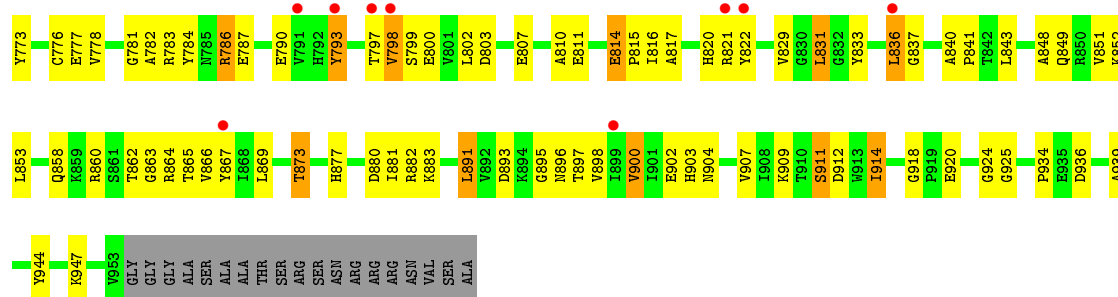 Y773 C776 E777 V778 G781 A782 R783 Y784 N785 R786 E787 E790 V791 H792 Y793 T797 V798 S799 E800 V801 L802 D803 E807 A810 E811 E814 P815 I816 A817 H820 R821 Y822 V829 G830 L831 G832 Y833 L836 G837 A840 P841 T842 L843 A848 Q849 R850 V851 K852
L853 Q858 K859 R860 S861 T862 G863 R864 T865 V866 Y867 I868 L869 T873 H877 D880 I881 R882 K883 L891 V892 D893 K894 G895 N896 T897 V898 I899 V900 I901 E902 H903 N904 V907 I908 K909 T910 S911 D912 W913 I914 G918 P919 E920 G924 G925 P934 E935 D936
Y944 K947 V953 GLY GLY GLY ALA SER ALA ALA THR SER ARG SER ASN ARG ARG ARG ASN VAL SER ALA